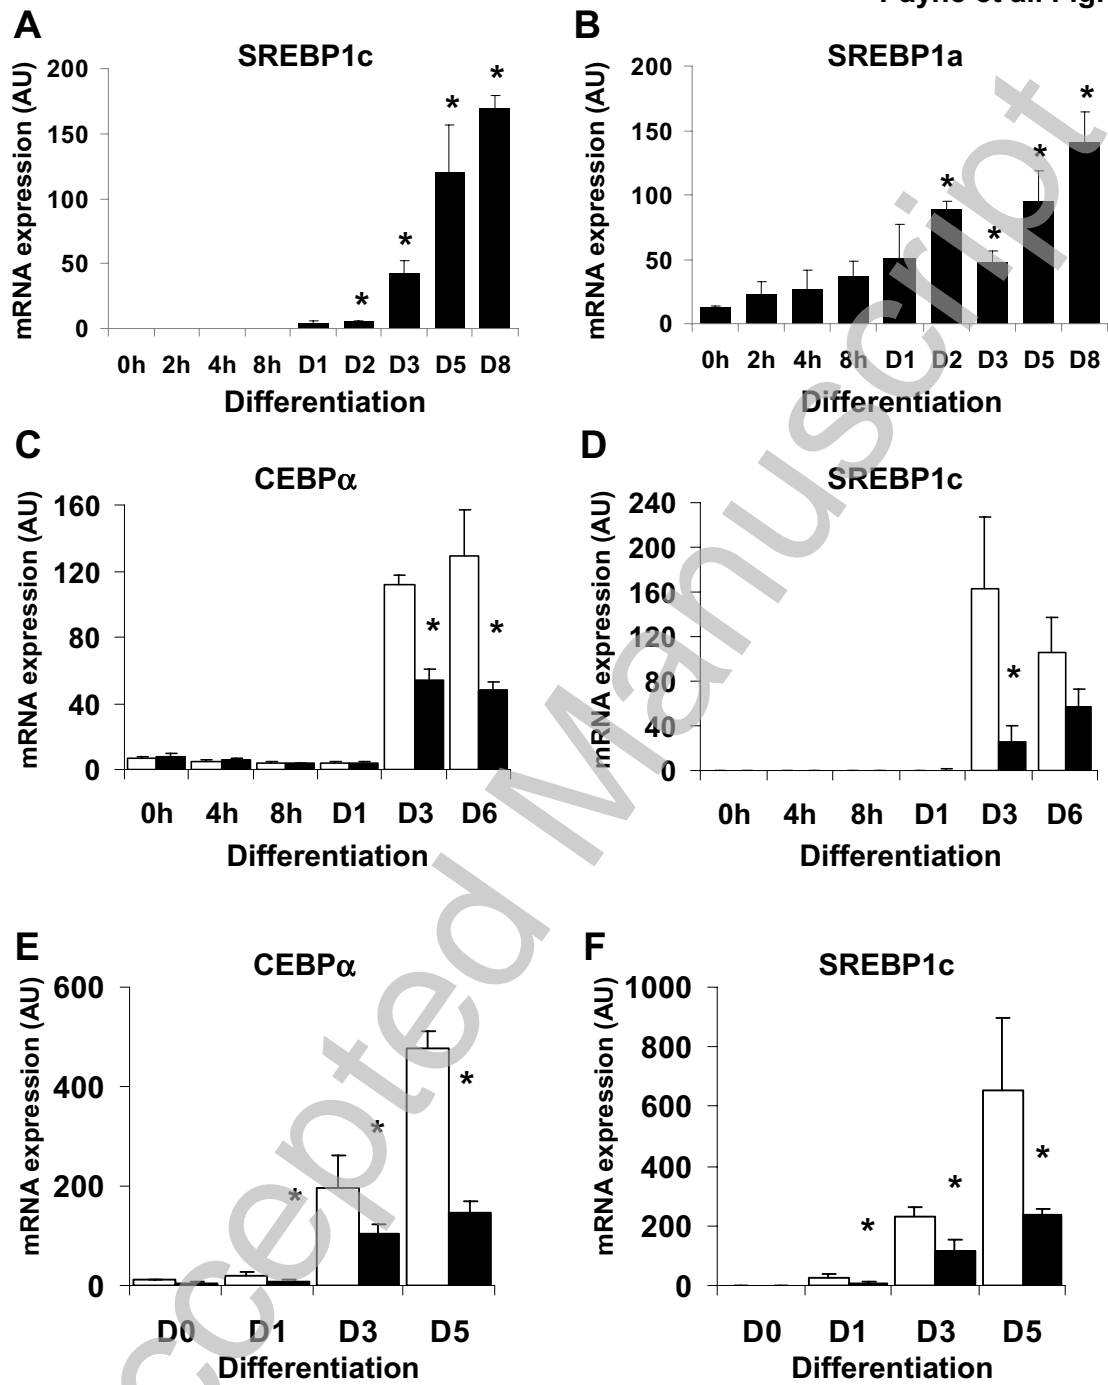 A
B
SREBP1c
SREBP1a
mRNA expression (AU)
200
150
100
50
0
0h 2h 4h 8h D1 D2 D3 D5 D8
Differentiation
* * * *
mRNA expression (AU)
200
150
100
50
0
0h 2h 4h 8h D1 D2 D3 D5 D8
Differentiation
* * * *
C
D
CEBPα
SREBP1c
mRNA expression (AU)
160
120
80
40
0
0h 4h 8h D1 D3 D6
Differentiation
* *
mRNA expression (AU)
240
200
160
120
80
40
0
0h 4h 8h D1 D3 D6
Differentiation
*
E
F
CEBPα
SREBP1c
mRNA expression (AU)
600
400
200
0
D0 D1 D3 D5
Differentiation
* * *
mRNA expression (AU)
1000
800
600
400
200
0
D0 D1 D3 D5
Differentiation
* * *
ccepted Manuscript